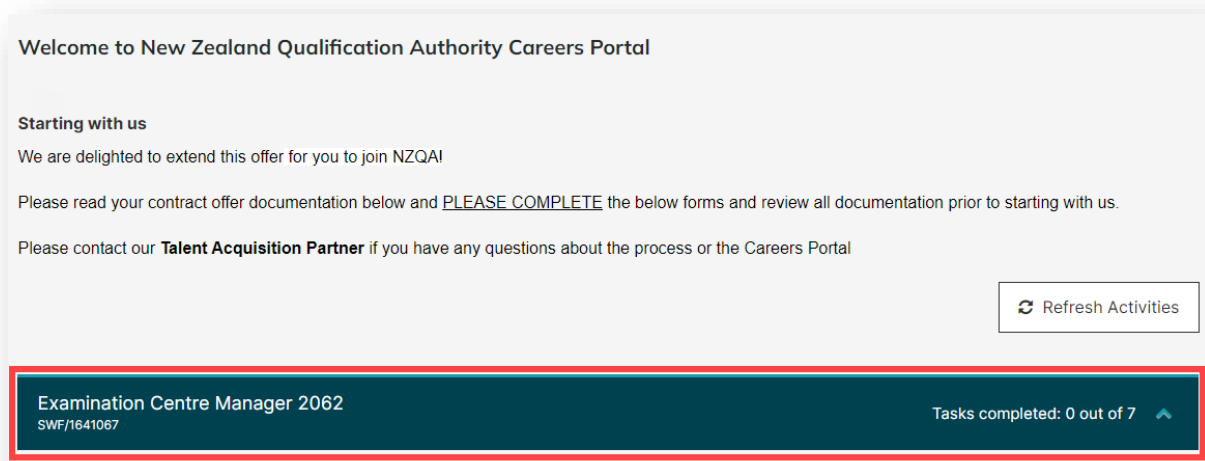 Welcome to New Zealand Qualification Authority Careers Portal
Starting with us
We are delighted to extend this offer for you to join NZQA!
Please read your contract offer documentation below and PLEASE COMPLETE the below forms and review all documentation prior to starting with us.
Please contact our Talent Acquisition Partner if you have any questions about the process or the Careers Portal
Refresh Activities
Examination Centre Manager 2062
SWF/1641067
Tasks completed: 0 out of 7